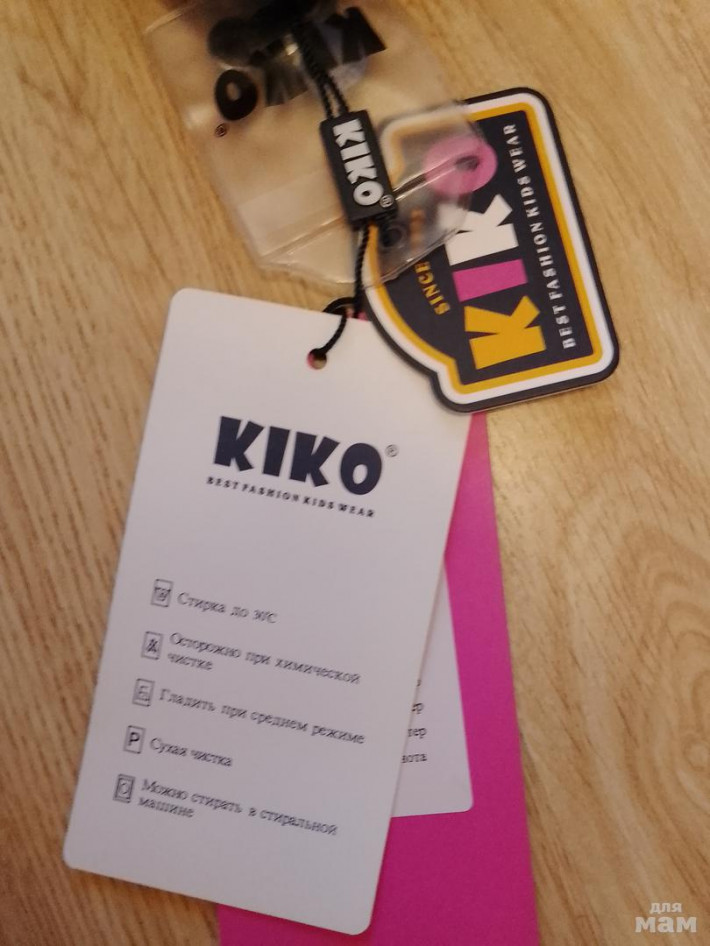 KIKO
KIKO®
KIKO
BEST FASHION KIDS WEAR
SINCE
KIKO®
BEST FASHION KIDS WEAR
Стирка до 30°С
Осторожно при химической
чистке
Гладить при среднем режиме
P Сухая чистка
Можно стирать в стиральной
машине
для
мам